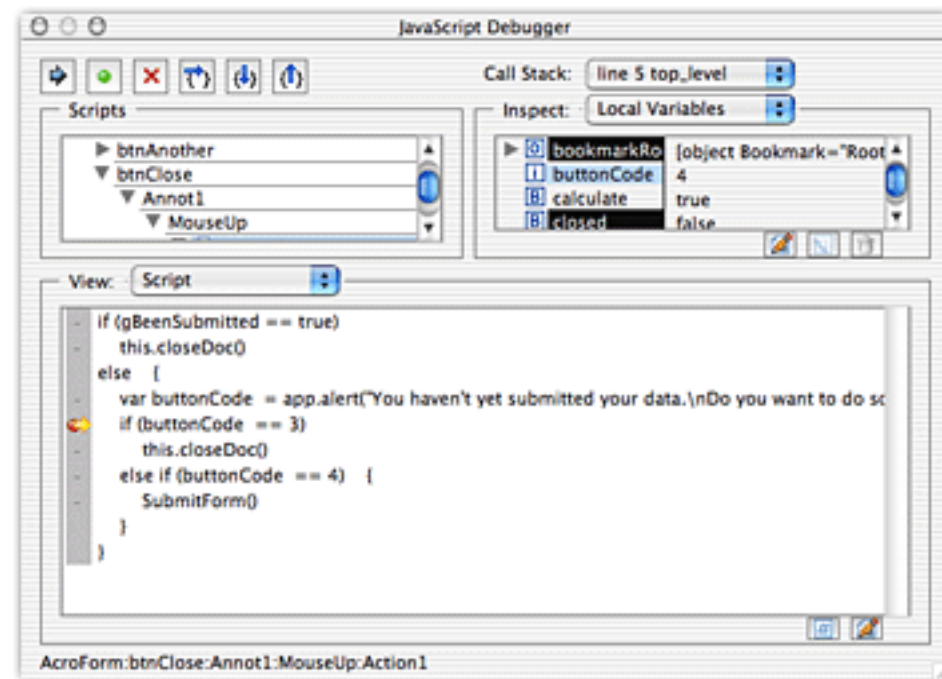 JavaScript Debugger
Call Stack: line 5 top_level
Scripts
btnAnother
btnClose
Annot1
MouseUp
Inspect: Local Variables
bookmarkRo [object Bookmark="Root
buttonCode 4
calculate true
closed false
View: Script
if (gBeenSubmitted == true)
this.closeDoc()
else {
var buttonCode = app.alert("You haven't yet submitted your data.\nDo you want to do so
if (buttonCode == 3)
this.closeDoc()
else if (buttonCode == 4) {
SubmitForm()
}
}
AcroForm:btnClose:Annot1:MouseUp:Action1